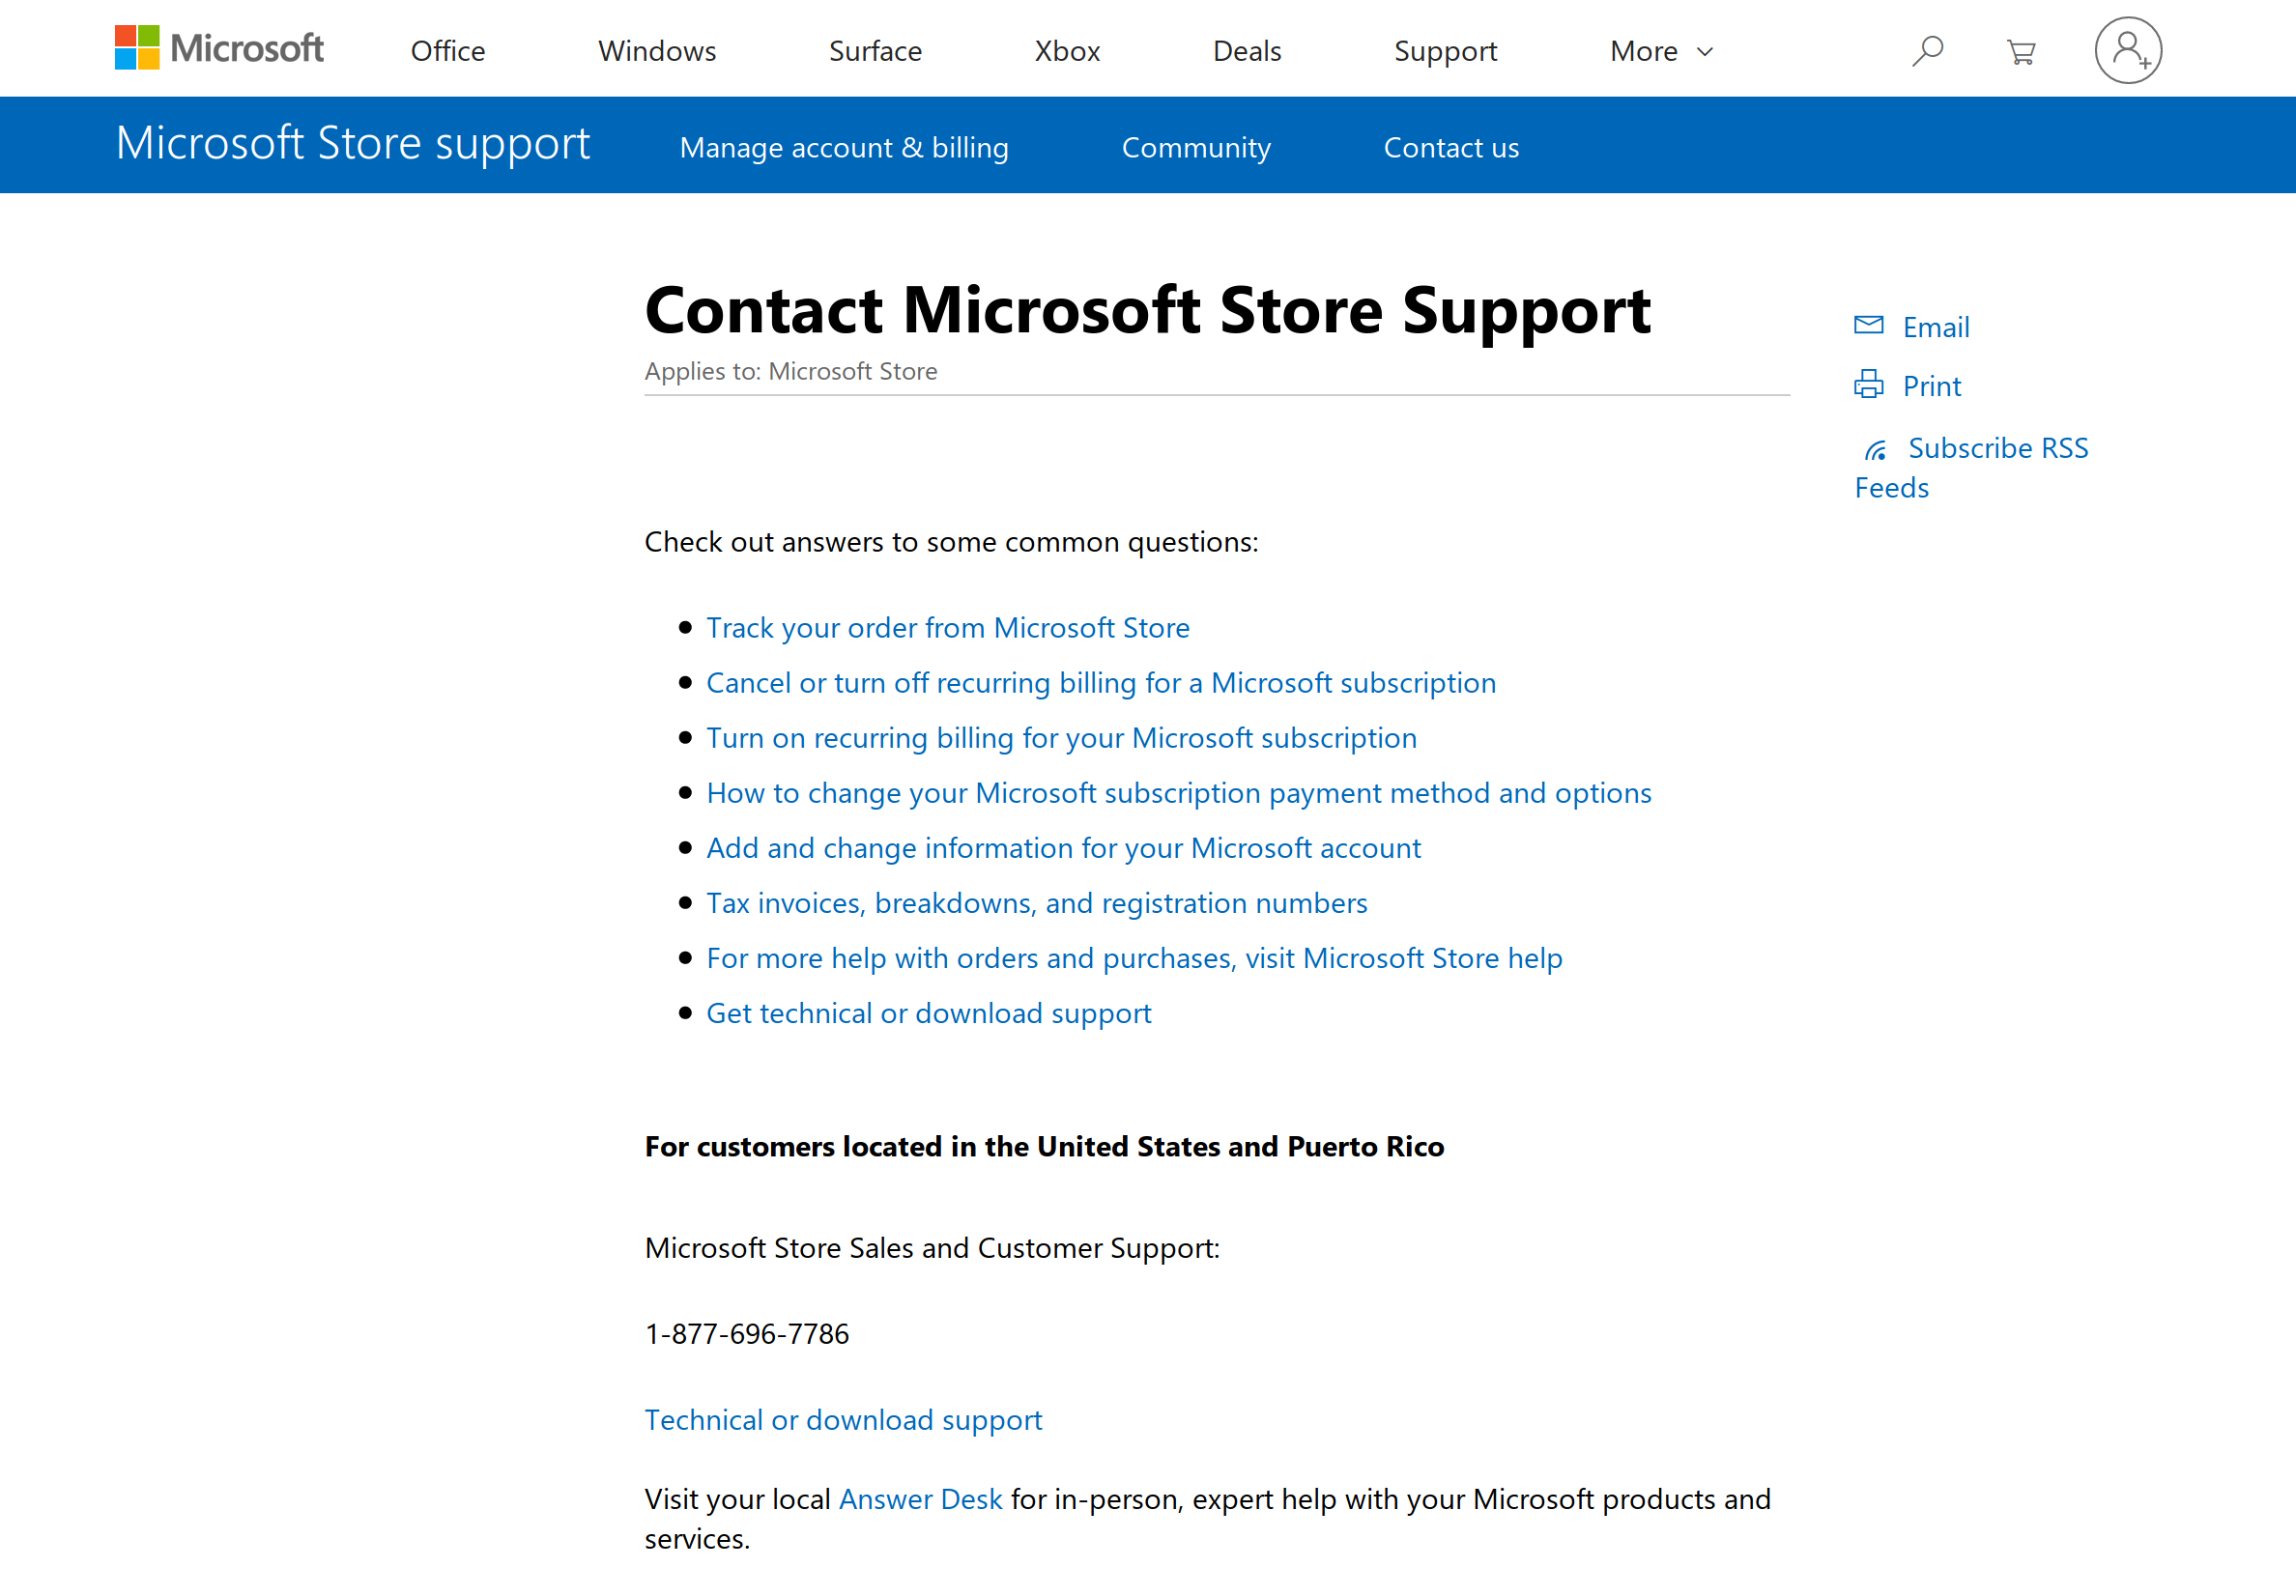 Microsoft Office Windows Surface Xbox Deals Support More
Microsoft Store support Manage account & billing Community Contact us
Contact Microsoft Store Support
Applies to: Microsoft Store
Email
Print
Subscribe RSS
Feeds
Check out answers to some common questions:
Track your order from Microsoft Store
Cancel or turn off recurring billing for a Microsoft subscription
Turn on recurring billing for your Microsoft subscription
How to change your Microsoft subscription payment method and options
Add and change information for your Microsoft account
Tax invoices, breakdowns, and registration numbers
For more help with orders and purchases, visit Microsoft Store help
Get technical or download support
For customers located in the United States and Puerto Rico
Microsoft Store Sales and Customer Support:
1-877-696-7786
Technical or download support
Visit your local Answer Desk for in-person, expert help with your Microsoft products and
services.